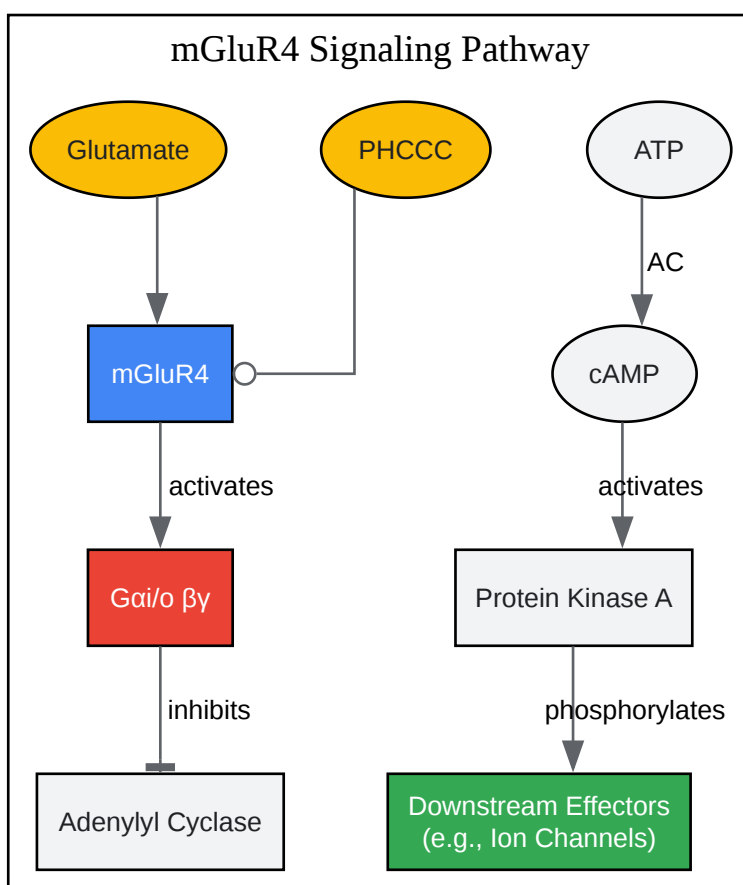 mGluR4 Signaling Pathway
Glutamate
PHCCC
ATP
AC
mGluR4
cAMP
activates
activates
Gαi/o βγ
Protein Kinase A
inhibits
phosphorylates
Adenylyl Cyclase
Downstream Effectors
(e.g., Ion Channels)